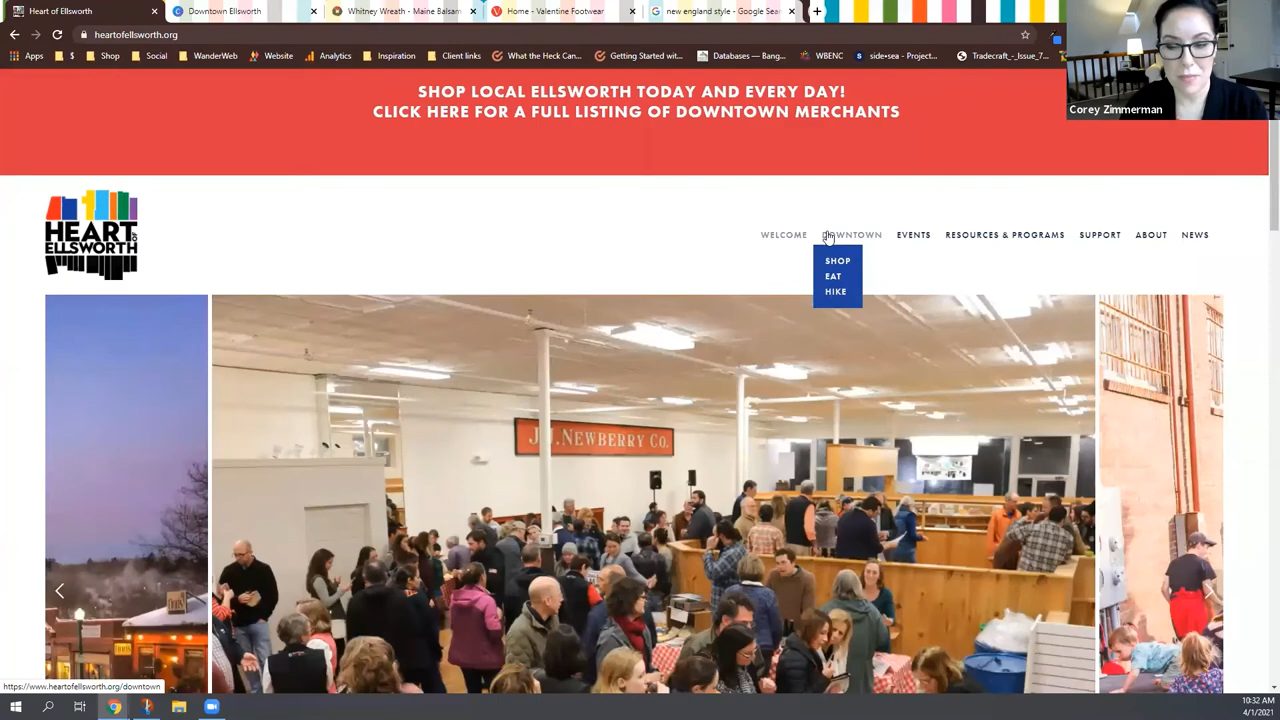 Heart of Ellsworth
Downtown Ellsworth
Whitney Wreath - Maine Balsam
Home - Valentine Footwear
new england style - Google Sear
heartofellsworth.org
Apps
Shop
Social
WanderWeb
Website
Analytics
Inspiration
Client links
What the Heck Can...
Getting Started wit...
Databases — Bang...
WBENC
side+sea - Project...
Tradecraft_-_Issue_7...
Corey Zimmerman
SHOP LOCAL ELLSWORTH TODAY AND EVERY DAY!
CLICK HERE FOR A FULL LISTING OF DOWNTOWN MERCHANTS
HEART
OF
ELLSWORTH
WELCOME
DOWNTOWN
EVENTS
RESOURCES & PROGRAMS
SUPPORT
ABOUT
NEWS
SHOP
EAT
HIKE
J.J. NEWBERRY CO.
https://www.heartofellsworth.org/downtown
10:32 AM
4/1/2021